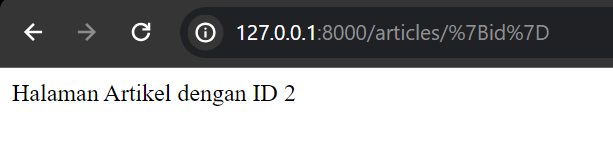 127.0.0.1:8000/articles/%7Bid%7D
Halaman Artikel dengan ID 2